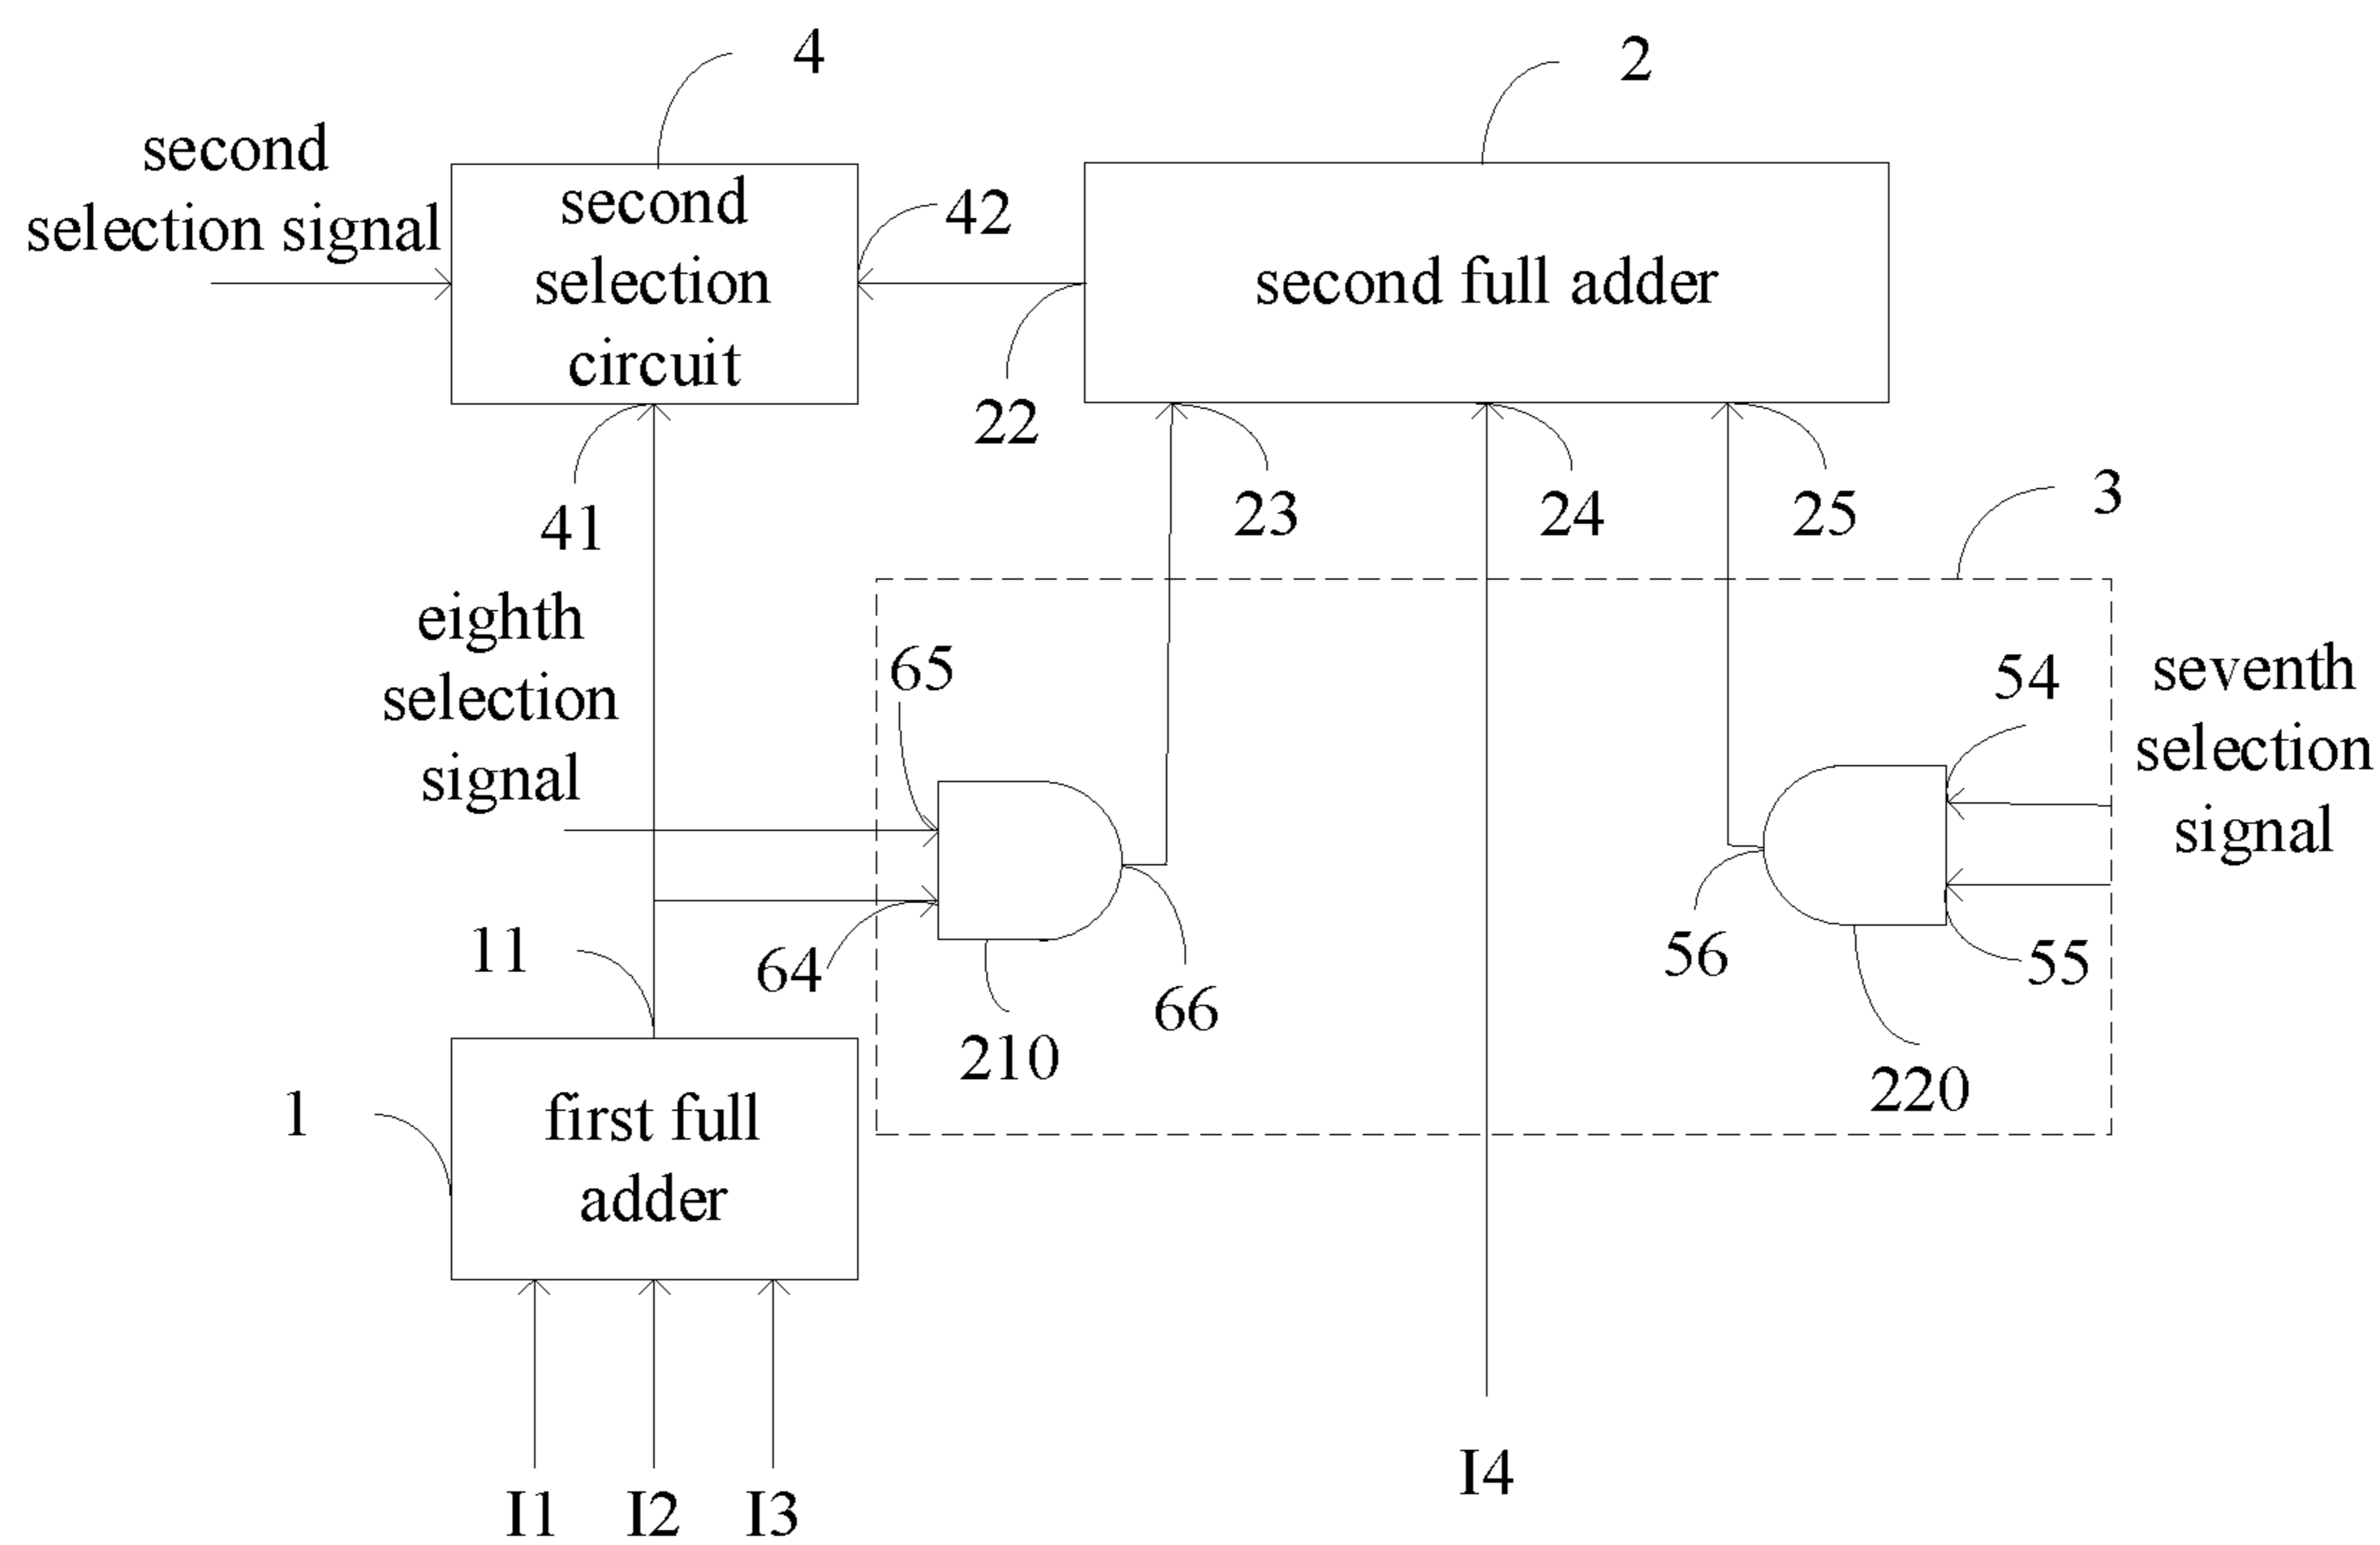 4
2
second
selection signal
second
selection
circuit
42
second full adder
22
41
23
24
25
3
eighth
selection
signal
65
54
seventh
selection
signal
11
64
66
56
55
210
220
1
first full
adder
I4
I1 I2 I3